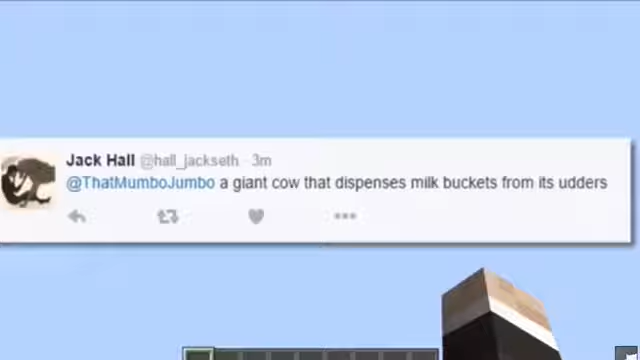 Jack Hall @hall_jackseth · 3m
@ThatMumboJumbo a giant cow that dispenses milk buckets from its udders